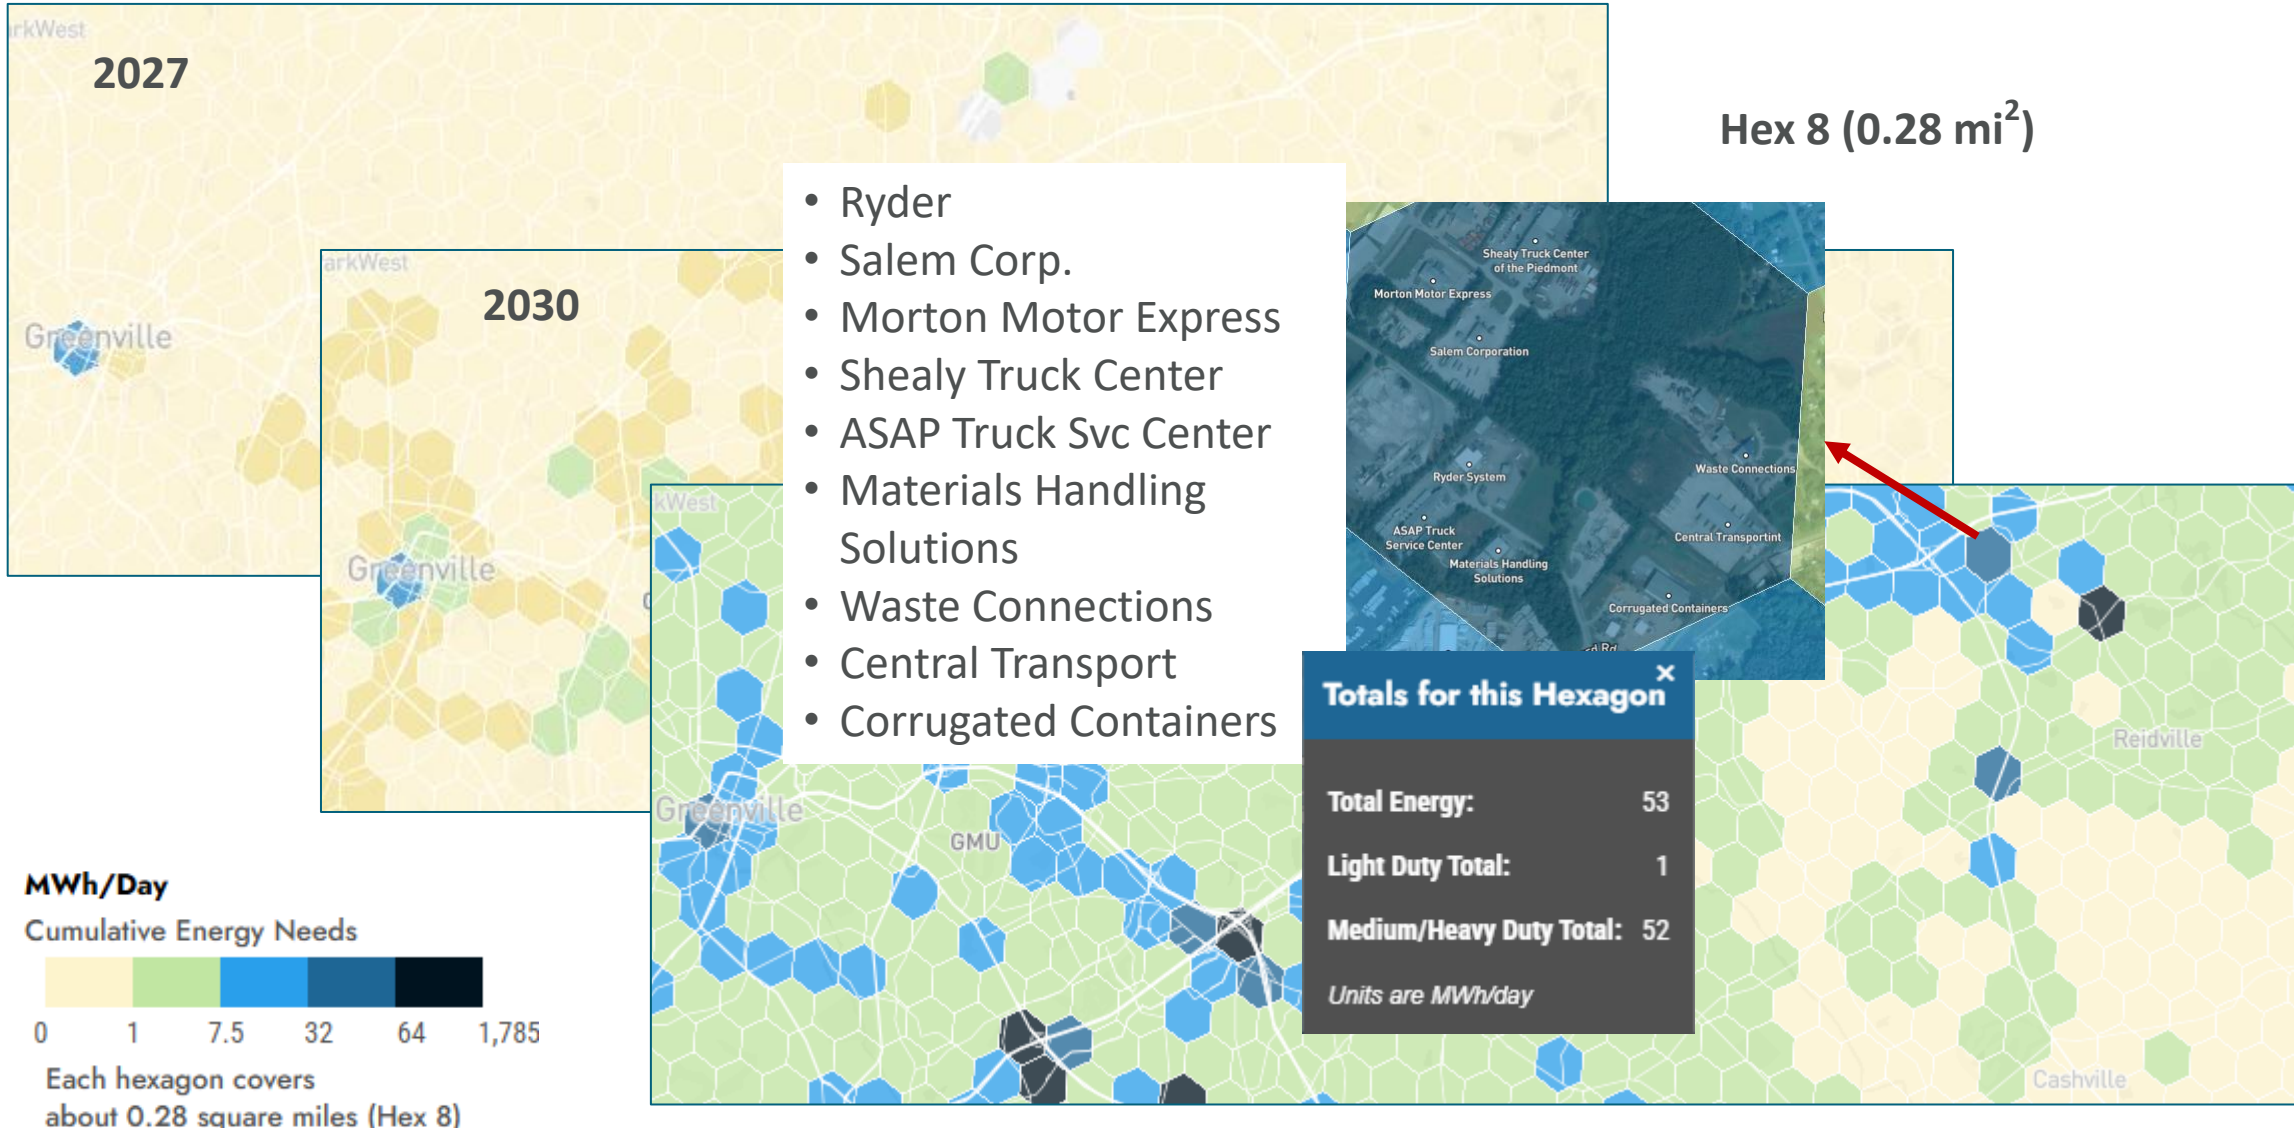 rkWest
2027
Greenville
Hex 8 (0.28 mi²)
arkWest
2030
Greenville
• Ryder
• Salem Corp.
• Morton Motor Express
• Shealy Truck Center
• ASAP Truck Svc Center
• Materials Handling
Solutions
• Waste Connections
• Central Transport
• Corrugated Containers
Shealy Truck Center
of the Piedmont
Morton Motor Express
Salem Corporation
Ryder System
Waste Connections
ASAP Truck
Service Center
Central Transportint
Materials Handling
Solutions
Corrugated Containers
rd Rd
kWest
Greenville
GMU
Reidville
Cashville
Totals for this Hexagon ×
Total Energy: 53
Light Duty Total: 1
Medium/Heavy Duty Total: 52
Units are MWh/day
MWh/Day
Cumulative Energy Needs
0 1 7.5 32 64 1,785
Each hexagon covers
about 0.28 square miles (Hex 8)